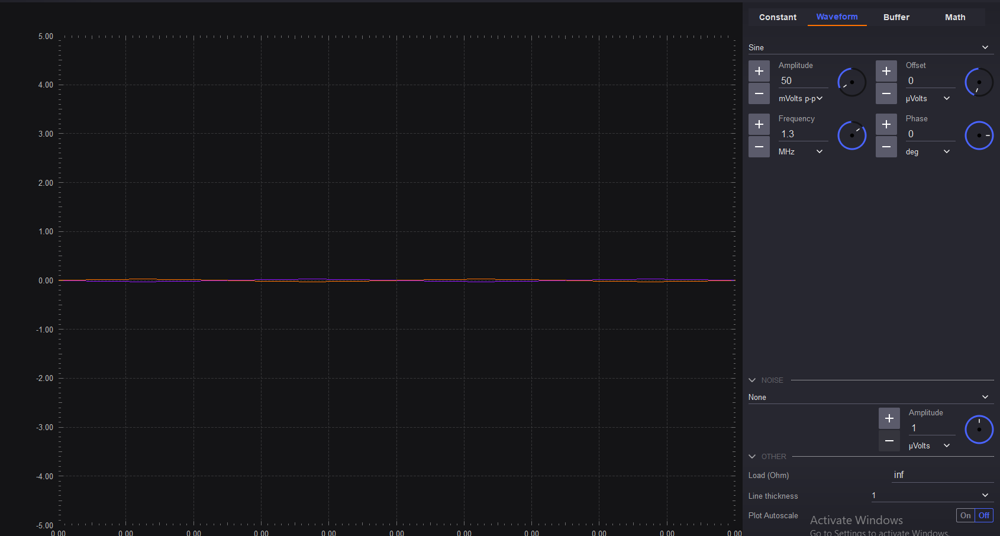 Constant Waveform Buffer Math
Sine
Amplitude
50
mVolts p-p
Offset
0
µVolts
Frequency
1.3
MHz
Phase
0
deg
5.00
4.00
3.00
2.00
1.00
0.00
-1.00
-2.00
-3.00
-4.00
-5.00
0.00 0.00 0.00 0.00 0.00 0.00 0.00 0.00 0.00 0.00 0.00
NOISE
None
Amplitude
1
µVolts
OTHER
Load (Ohm) inf
Line thickness 1
Plot Autoscale On Off
Activate Windows
Go to Settings to activate Windows.